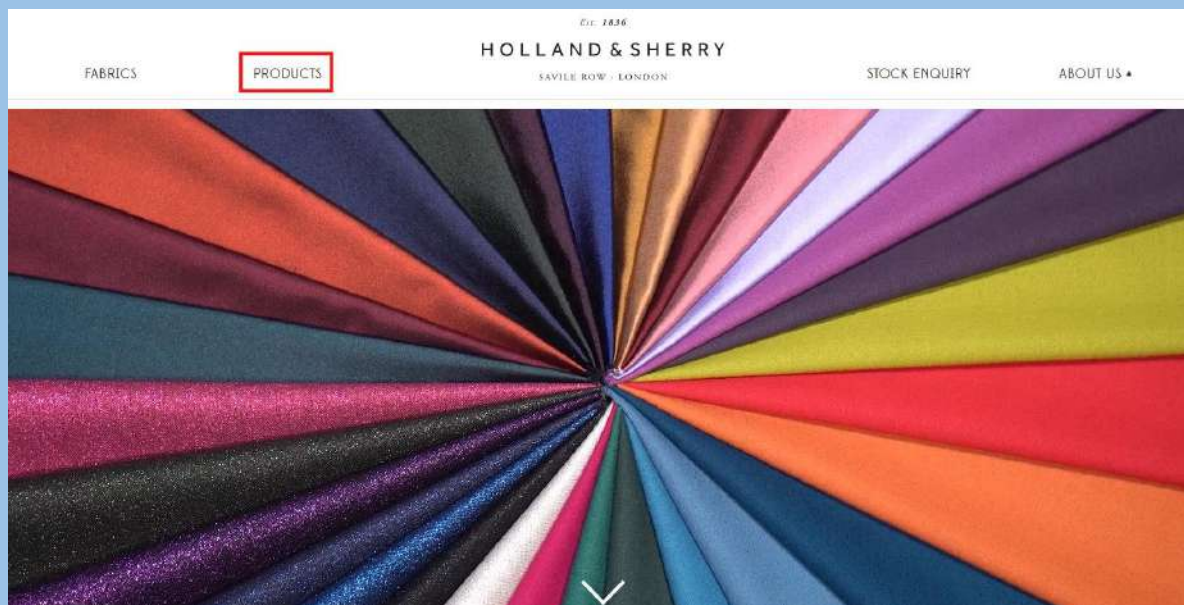 Est. 1836
HOLLAND & SHERRY
SAVILE ROW · LONDON
FABRICS
PRODUCTS
STOCK ENQUIRY
ABOUT US